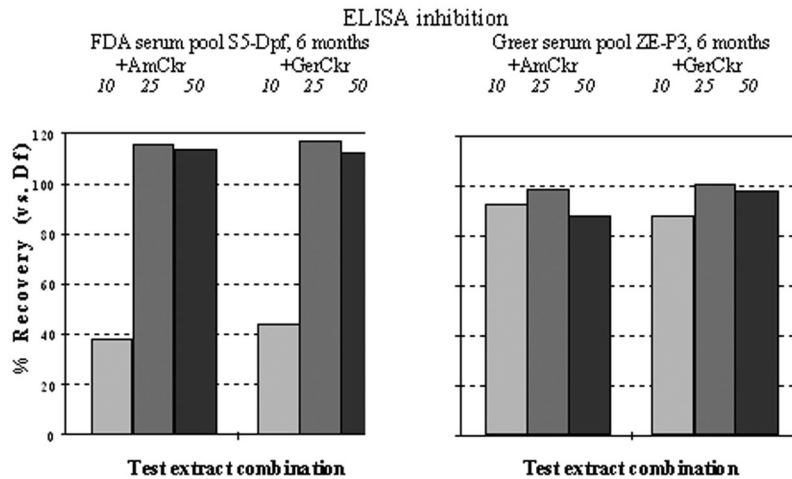 ELISA inhibition
FDA serum pool S5-Dpf, 6 months
+AmCkr +GerCkr
10 25 50 10 25 50
Greer serum pool ZE-P3, 6 months
+AmCkr +GerCkr
10 25 50 10 25 50
% Recovery (vs. Df)
120
100
80
60
40
20
0
Test extract combination
Test extract combination